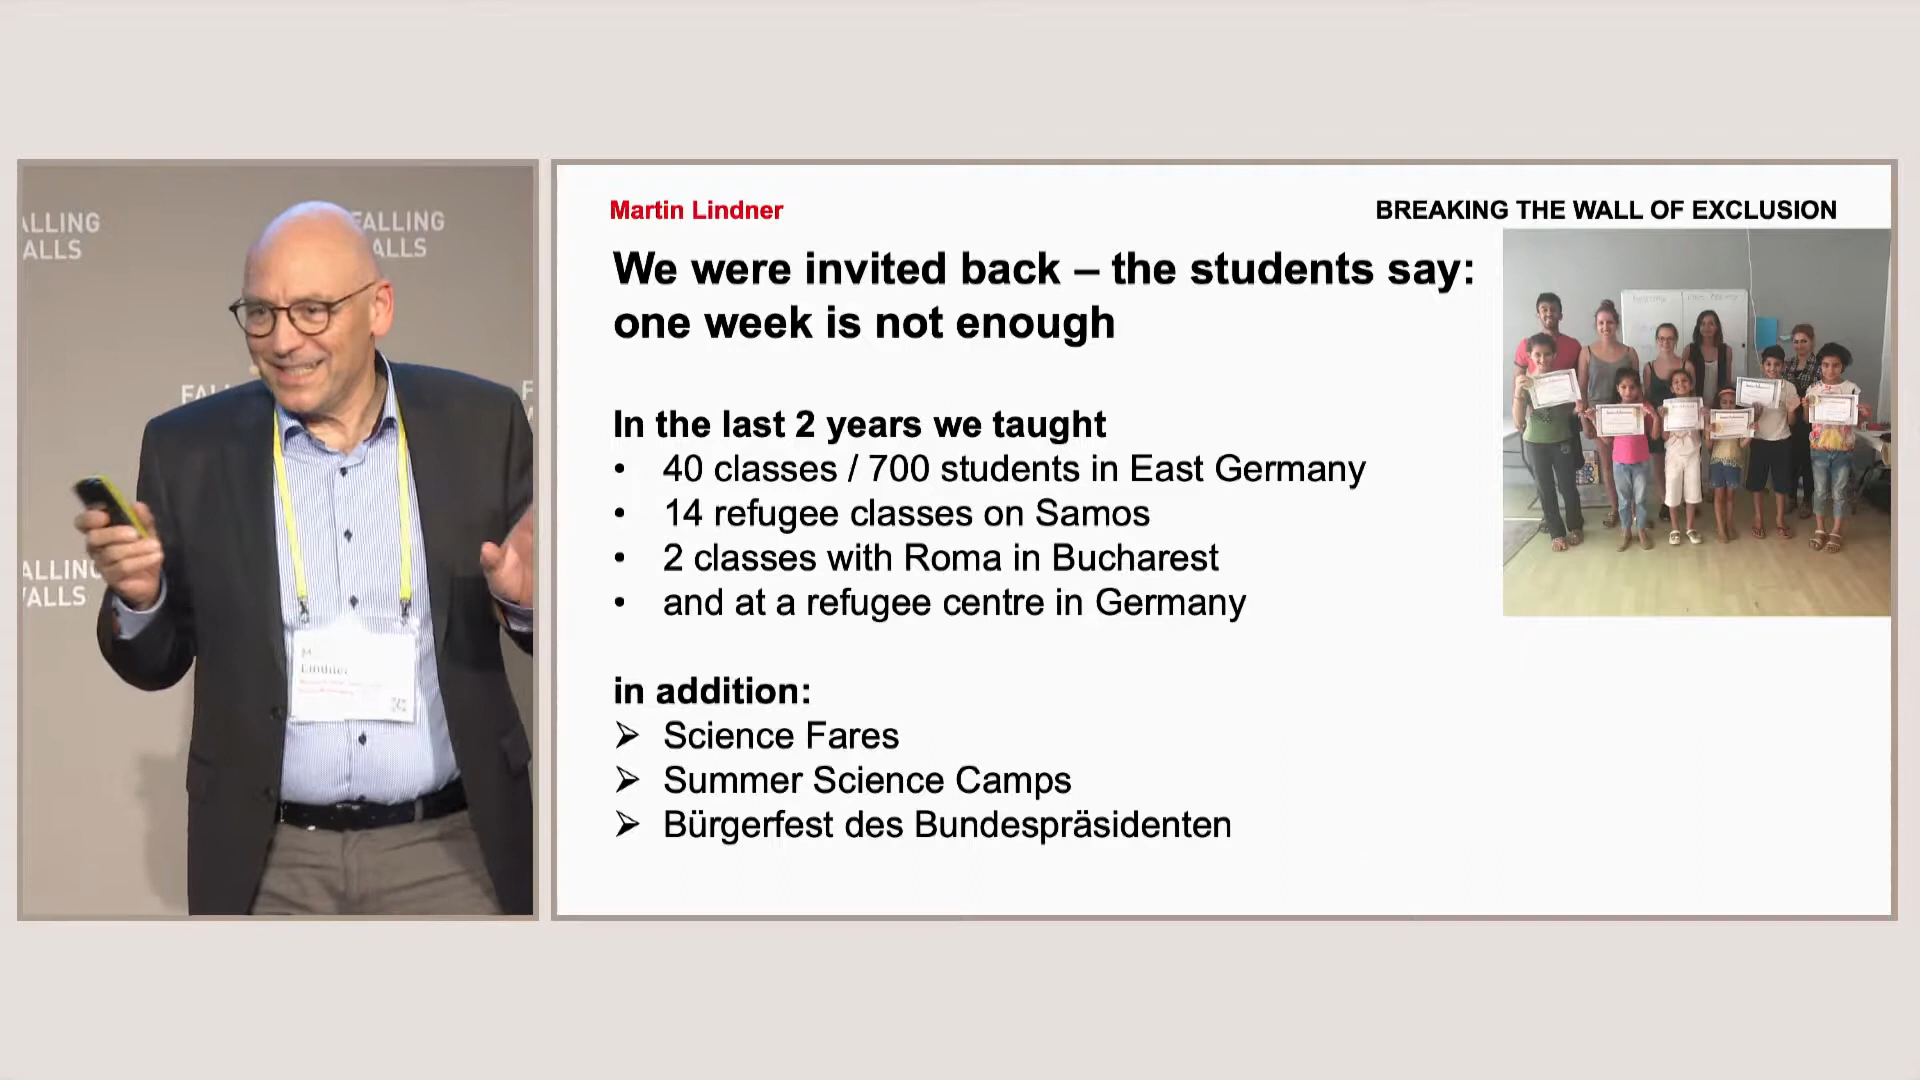 ALLING
ALLS
FALLING
ALLS
FAL
F
ALLING
ALLS
Lindner
Martin Lindner
BREAKING THE WALL OF EXCLUSION
We were invited back – the students say:
one week is not enough
In the last 2 years we taught
• 40 classes / 700 students in East Germany
• 14 refugee classes on Samos
• 2 classes with Roma in Bucharest
• and at a refugee centre in Germany
in addition:
➢ Science Fares
➢ Summer Science Camps
➢ Bürgerfest des Bundespräsidenten